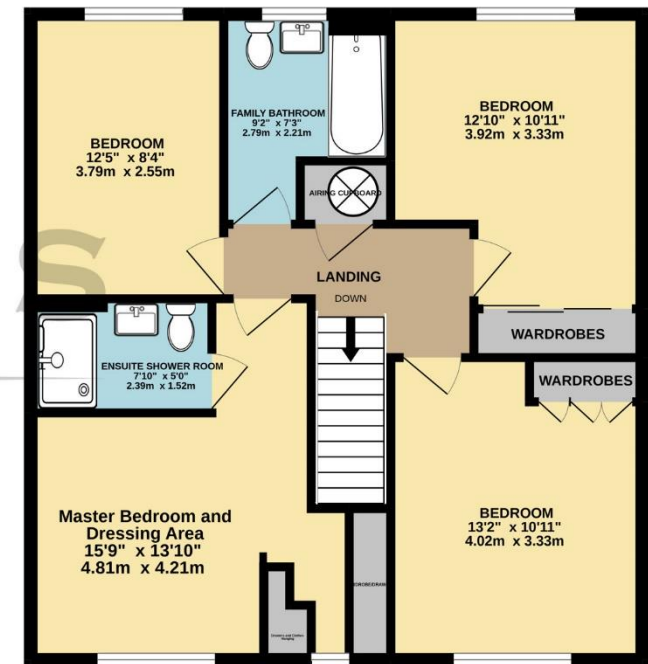 BEDROOM
12'5" x 8'4"
3.79m x 2.55m
FAMILY BATHROOM
9'2" x 7'3"
2.79m x 2.21m
BEDROOM
12'10" x 10'11"
3.92m x 3.33m
AIRING CUPBOARD
S
LANDING
DOWN
WARDROBES
ENSUITE SHOWER ROOM
7'10" x 5'0"
2.39m x 1.52m
WARDROBES
Master Bedroom and
Dressing Area
15'9" x 13'10"
4.81m x 4.21m
BEDROOM
13'2" x 10'11"
4.02m x 3.33m